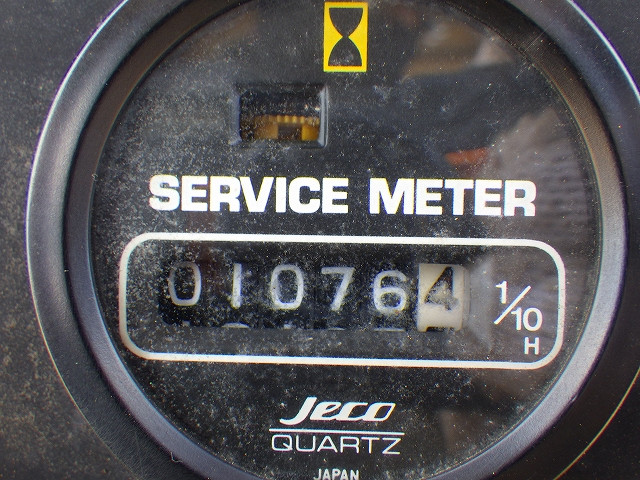 SERVICE METER
010764 1/10 H
Jeco
QUARTZ
JAPAN